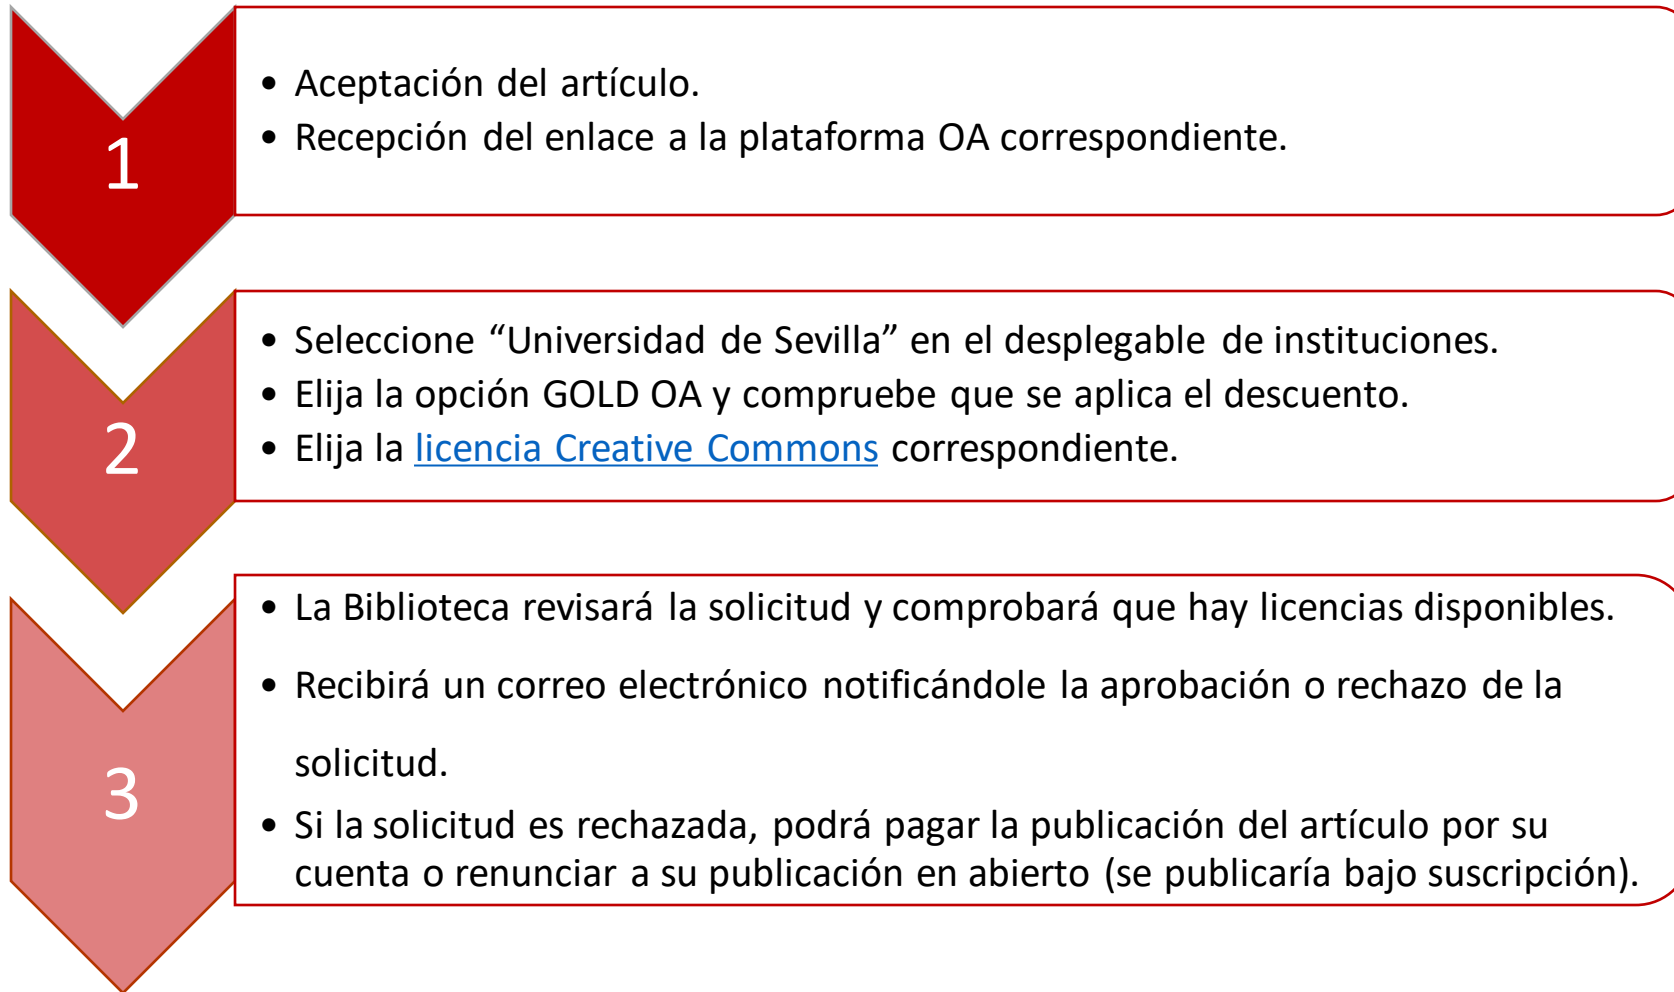 1
• Aceptación del artículo.
• Recepción del enlace a la plataforma OA correspondiente.
2
• Seleccione “Universidad de Sevilla” en el desplegable de instituciones.
• Elija la opción GOLD OA y compruebe que se aplica el descuento.
• Elija la licencia Creative Commons correspondiente.
3
• La Biblioteca revisará la solicitud y comprobará que hay licencias disponibles.
• Recibirá un correo electrónico notificándole la aprobación o rechazo de la
solicitud.
• Si la solicitud es rechazada, podrá pagar la publicación del artículo por su
cuenta o renunciar a su publicación en abierto (se publicaría bajo suscripción).